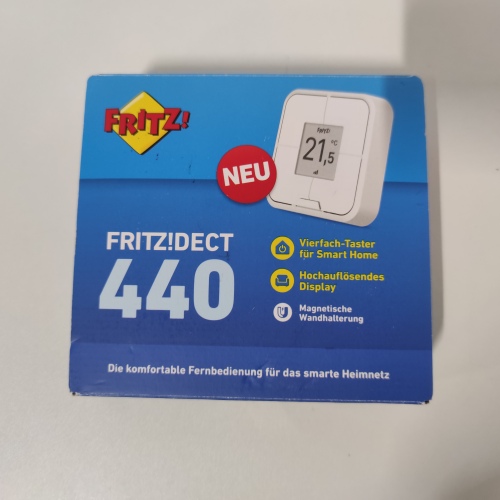 FRITZ!
NEU
21,5 °C
FRITZ!DECT
440
Vierfach-Taster
für Smart Home
Hochauflösendes
Display
Magnetische
Wandhalterung
Die komfortable Fernbedienung für das smarte Heimnetz